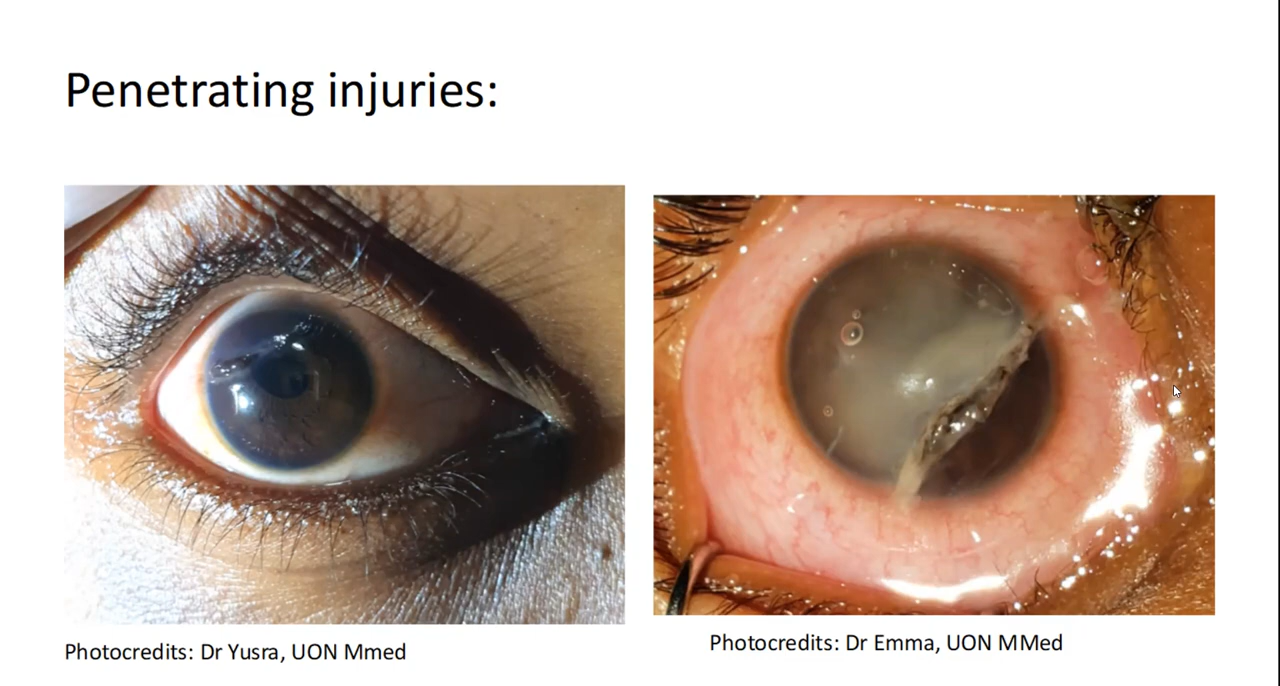 Penetrating injuries:
Photocredits: Dr Yusra, UON Mmed
Photocredits: Dr Emma, UON MMed